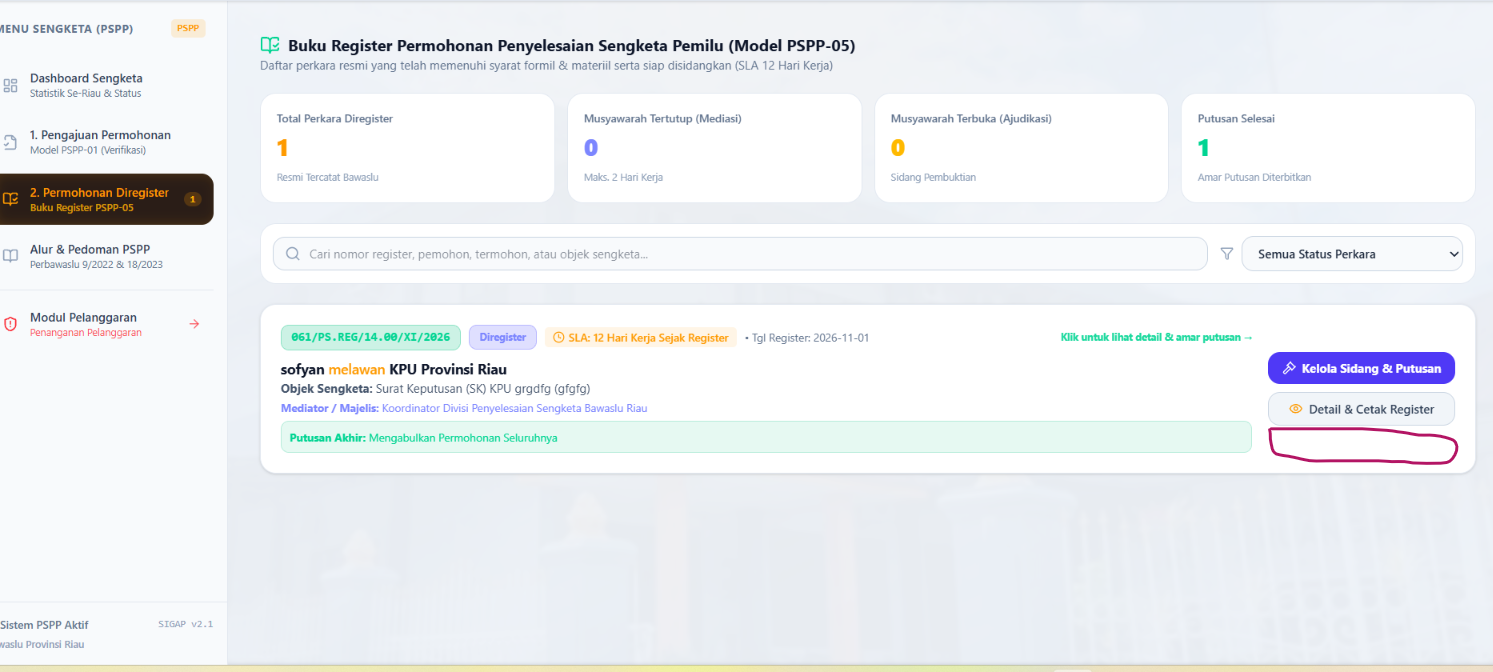 MENU SENGKETA (PSPP)
PSPP
Dashboard Sengketa
Statistik Se-Riau & Status
1. Pengajuan Permohonan
Model PSPP-01 (Verifikasi)
2. Permohonan Diregister
Buku Register PSPP-05
1
Alur & Pedoman PSPP
Perbawaslu 9/2022 & 18/2023
Modul Pelanggaran
Penanganan Pelanggaran
→
Sistem PSPP Aktif
SIGAP v2.1
waslu Provinsi Riau
Buku Register Permohonan Penyelesaian Sengketa Pemilu (Model PSPP-05)
Daftar perkara resmi yang telah memenuhi syarat formil & materiil serta siap disidangkan (SLA 12 Hari Kerja)
Total Perkara Diregister
1
Resmi Tercatat Bawaslu
Musyawarah Tertutup (Mediasi)
0
Maks. 2 Hari Kerja
Musyawarah Terbuka (Ajudikasi)
0
Sidang Pembuktian
Putusan Selesai
1
Amar Putusan Diterbitkan
Cari nomor register, pemohon, termohon, atau objek sengketa...
Semua Status Perkara
061/PS.REG/14.00/XI/2026
Diregister
SLA: 12 Hari Kerja Sejak Register
• Tgl Register: 2026-11-01
Klik untuk lihat detail & amar putusan →
sofyan melawan KPU Provinsi Riau
Objek Sengketa: Surat Keputusan (SK) KPU grgdfg (gfgfg)
Mediator / Majelis: Koordinator Divisi Penyelesaian Sengketa Bawaslu Riau
Putusan Akhir: Mengabulkan Permohonan Seluruhnya
Kelola Sidang & Putusan
Detail & Cetak Register